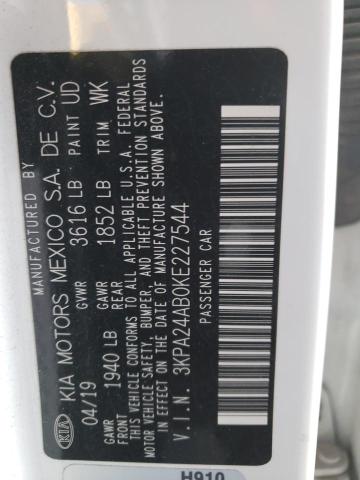 MANUFACTURED BY
KIA KIA MOTORS MEXICO S.A. DE C.V.
04/19 GVWR 3616 LB PAINT UD
GAWR FRONT 1940 LB GAWR REAR 1852 LB TRIM WK
THIS VEHICLE CONFORMS TO ALL APPLICABLE U.S.A. FEDERAL
MOTOR VEHICLE SAFETY, BUMPER, AND THEFT PREVENTION STANDARDS
IN EFFECT ON THE DATE OF MANUFACTURE SHOWN ABOVE.
V.I.N. 3KPA24AB0KE227544
PASSENGER CAR
H910